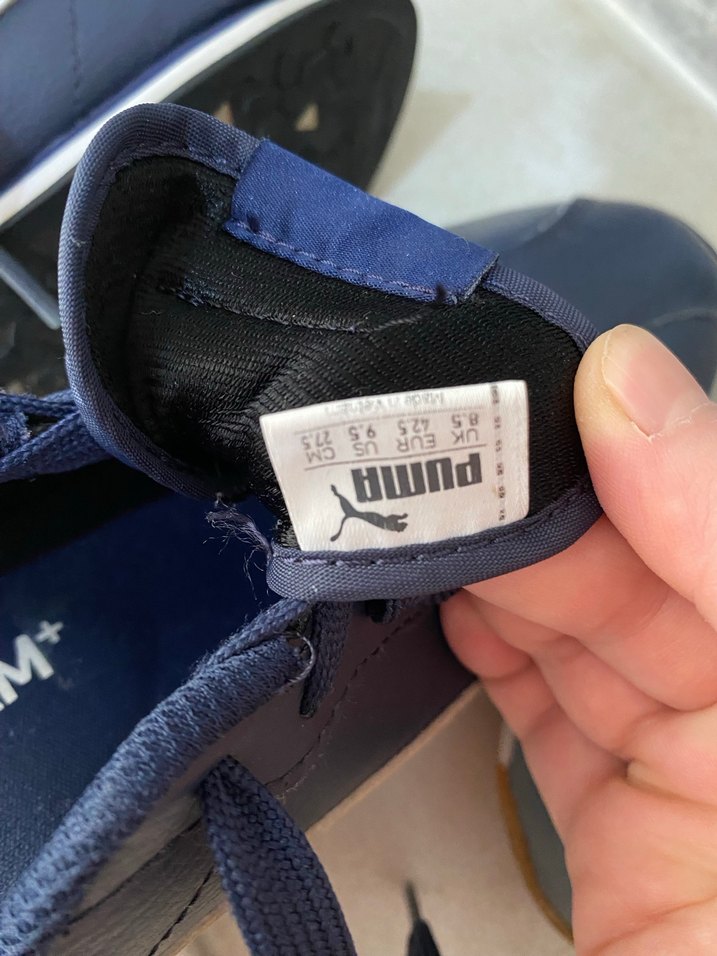 PUMA
UK EUR US CM
8.5 42.5 9.5 27.5
Made in Vietnam
M+